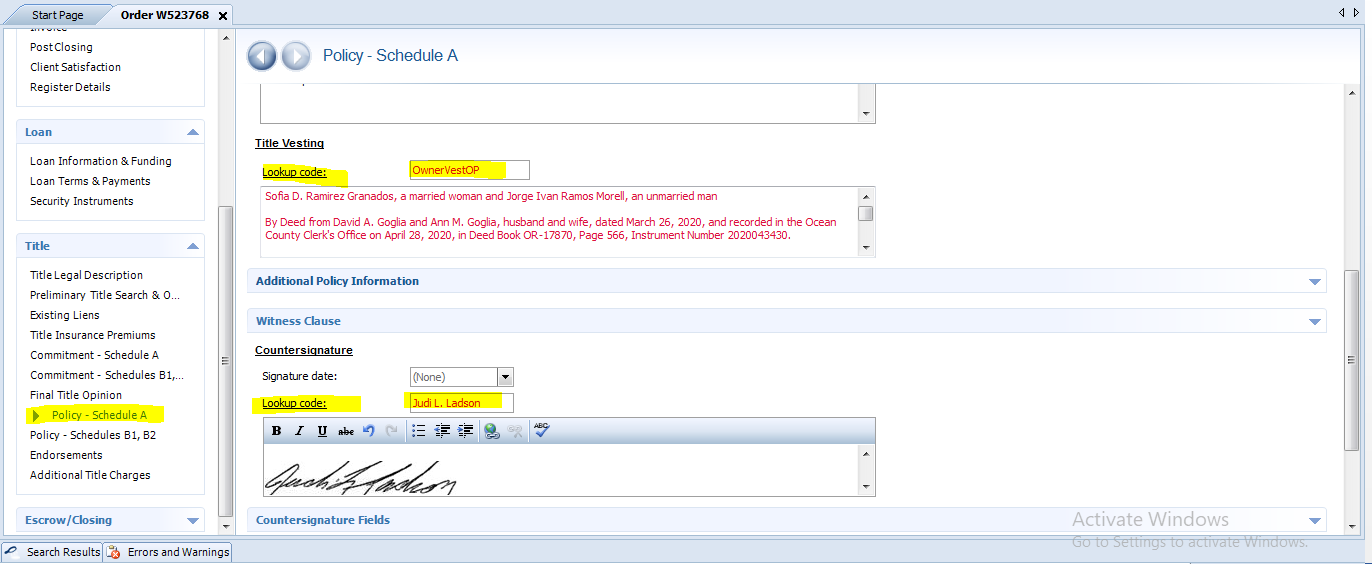 Start Page
Order W523768
Invoice
Post Closing
Client Satisfaction
Register Details
Loan
Loan Information & Funding
Loan Terms & Payments
Security Instruments
Title
Title Legal Description
Preliminary Title Search & O...
Existing Liens
Title Insurance Premiums
Commitment - Schedule A
Commitment - Schedules B1,...
Final Title Opinion
Policy - Schedule A
Policy - Schedules B1, B2
Endorsements
Additional Title Charges
Escrow/Closing
Policy - Schedule A
Title Vesting
Lookup code: OwnerVestOP
Sofia D. Ramirez Granados, a married woman and Jorge Ivan Ramos Morell, an unmarried man
By Deed from David A. Goglia and Ann M. Goglia, husband and wife, dated March 26, 2020, and recorded in the Ocean
County Clerk's Office on April 28, 2020, in Deed Book OR-17870, Page 566, Instrument Number 2020043430.
Additional Policy Information
Witness Clause
Countersignature
Signature date: (None)
Lookup code: Judi L. Ladson
B I U abc ABC
Judi L Ladson
Countersignature Fields
Activate Windows
Go to Settings to activate Windows.
Search Results
Errors and Warnings